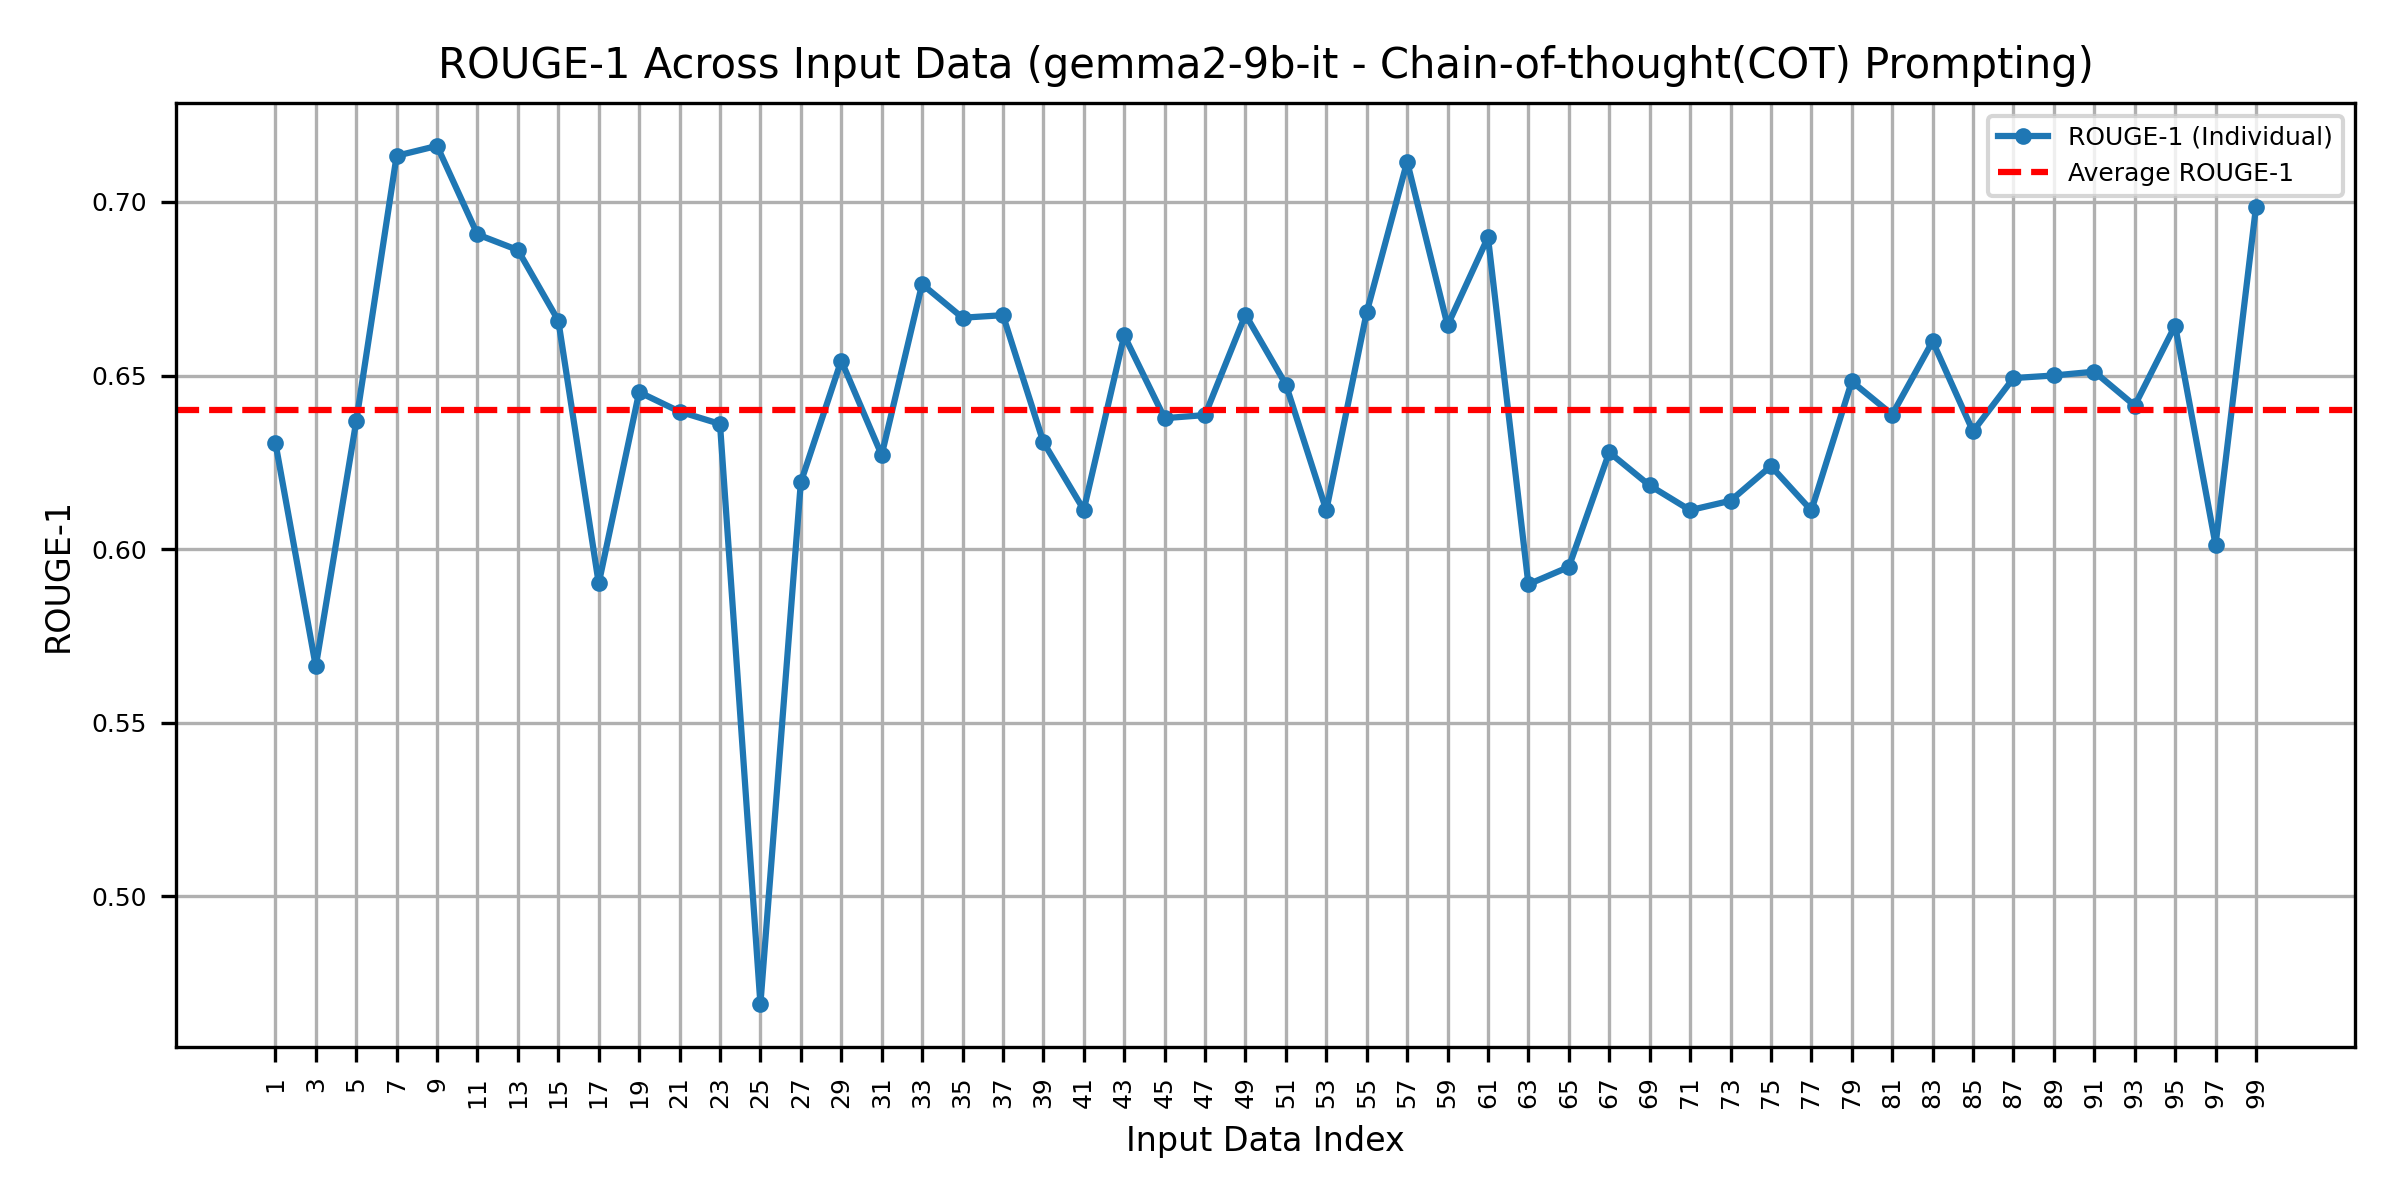 ROUGE-1 Across Input Data (gemma2-9b-it - Chain-of-thought(COT) Prompting)
ROUGE-1 (Individual)
Average ROUGE-1
0.70
0.65
0.60
0.55
0.50
ROUGE-1
1 3 5 7 9 11 13 15 17 19 21 23 25 27 29 31 33 35 37 39 41 43 45 47 49 51 53 55 57 59 61 63 65 67 69 71 73 75 77 79 81 83 85 87 89 91 93 95 97 99
Input Data Index